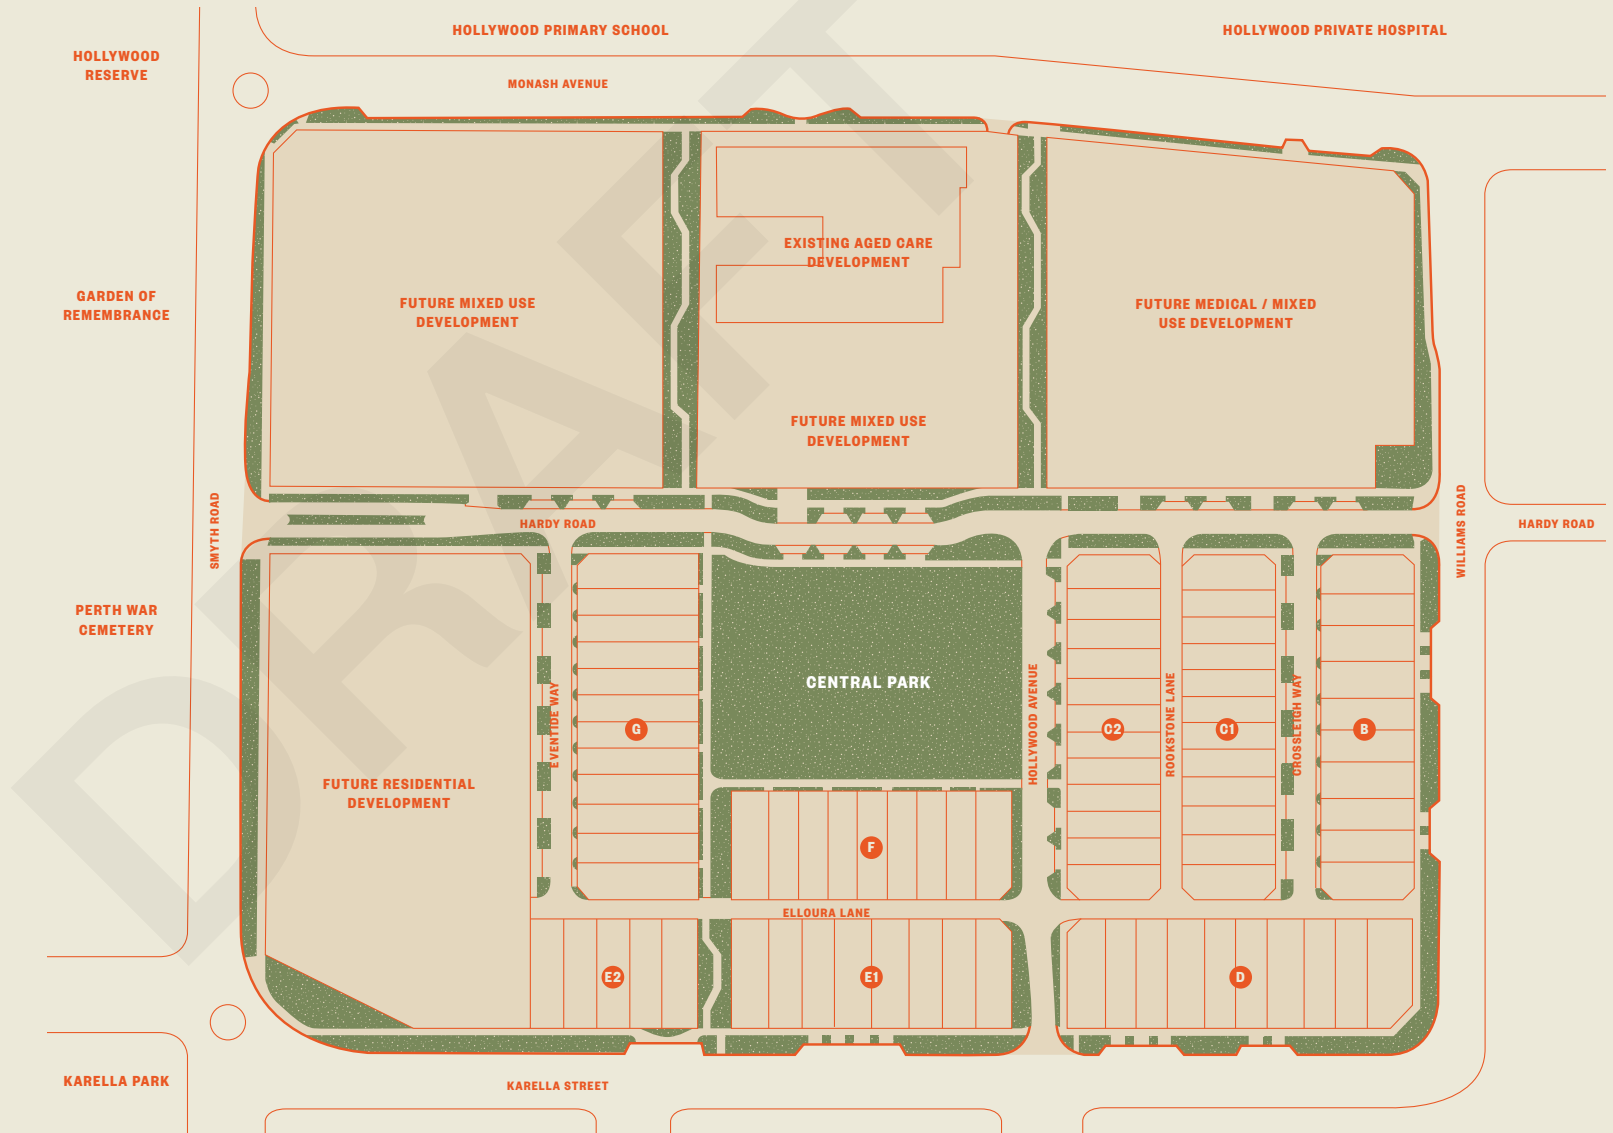 HOLLYWOOD PRIMARY SCHOOL
HOLLYWOOD PRIVATE HOSPITAL
HOLLYWOOD
RESERVE
MONASH AVENUE
EXISTING AGED CARE
DEVELOPMENT
GARDEN OF
REMEMBRANCE
FUTURE MIXED USE
DEVELOPMENT
FUTURE MEDICAL / MIXED
USE DEVELOPMENT
FUTURE MIXED USE
DEVELOPMENT
SMYTH ROAD
HARDY ROAD
WILLIAMS ROAD
HARDY ROAD
PERTH WAR
CEMETERY
CENTRAL PARK
EVENTIDE WAY
G
HOLLYWOOD AVENUE
C2
ROOKSTONE LANE
C1
CROSSLEIGH WAY
B
FUTURE RESIDENTIAL
DEVELOPMENT
F
ELLOURA LANE
E2
E1
D
KARELLA PARK
KARELLA STREET
DRAFT